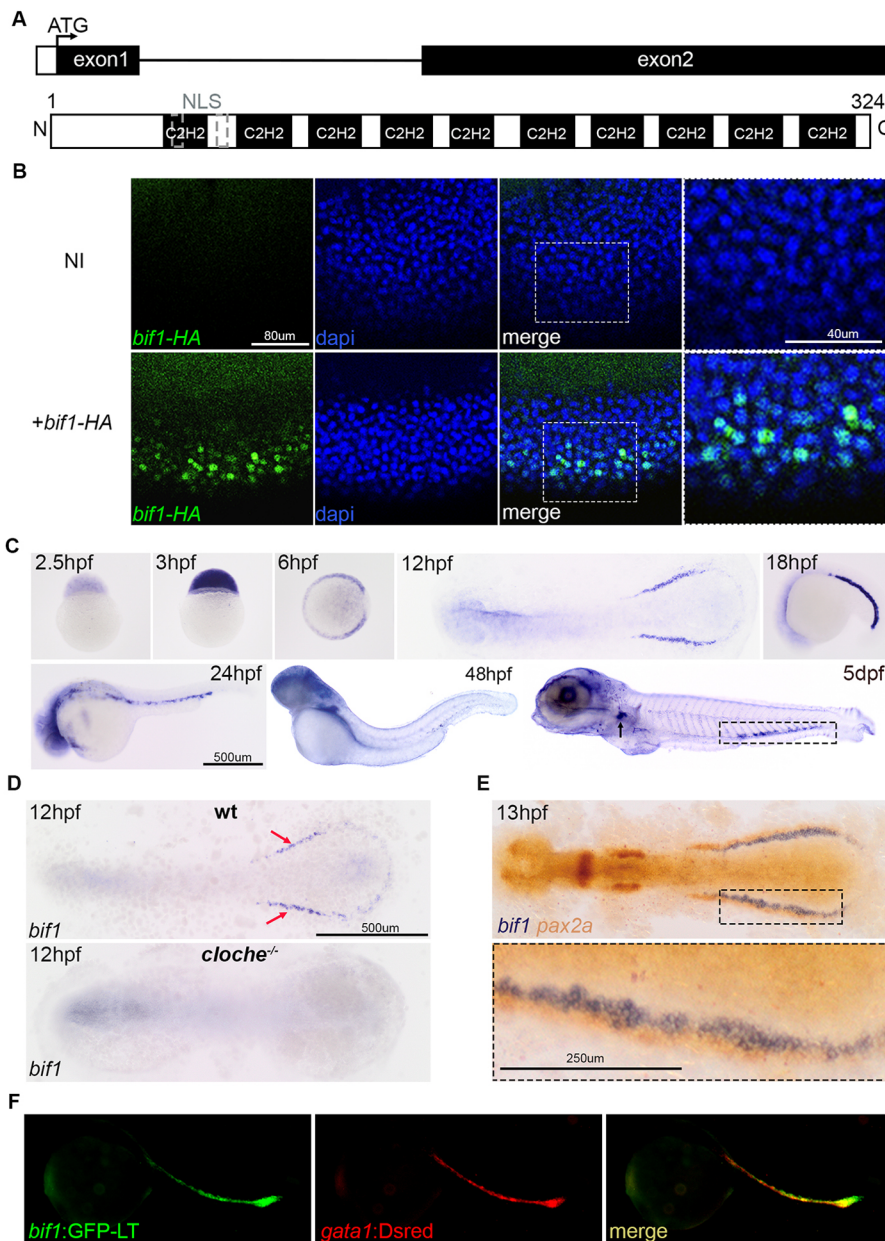 A
ATG
exon1 exon2
1 NLS 324
N C2H2 C2H2 C2H2 C2H2 C2H2 C2H2 C2H2 C2H2 C2H2 C
B
NI
bif1-HA 80um dapi merge 40um
+bif1-HA
bif1-HA dapi merge
C
2.5hpf 3hpf 6hpf 12hpf 18hpf
24hpf 48hpf 5dpf
500um
D
12hpf wt
bif1 500um
12hpf cloche-/-
bif1
E
13hpf
bif1 pax2a
250um
F
bif1:GFP-LT gata1:Dsred merge